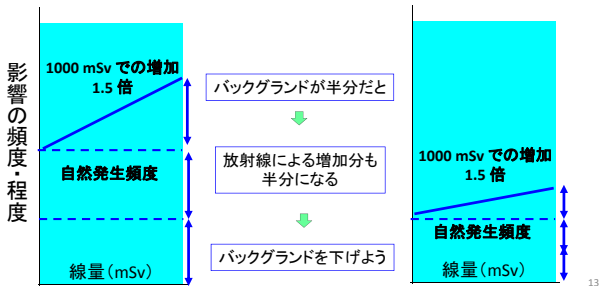 影響の頻度・程度
1000 mSv での増加
1.5 倍
自然発生頻度
線量（mSv）
バックグランドが半分だと
放射線による増加分も
半分になる
バックグランドを下げよう
1000 mSv での増加
1.5 倍
自然発生頻度
線量（mSv）
13